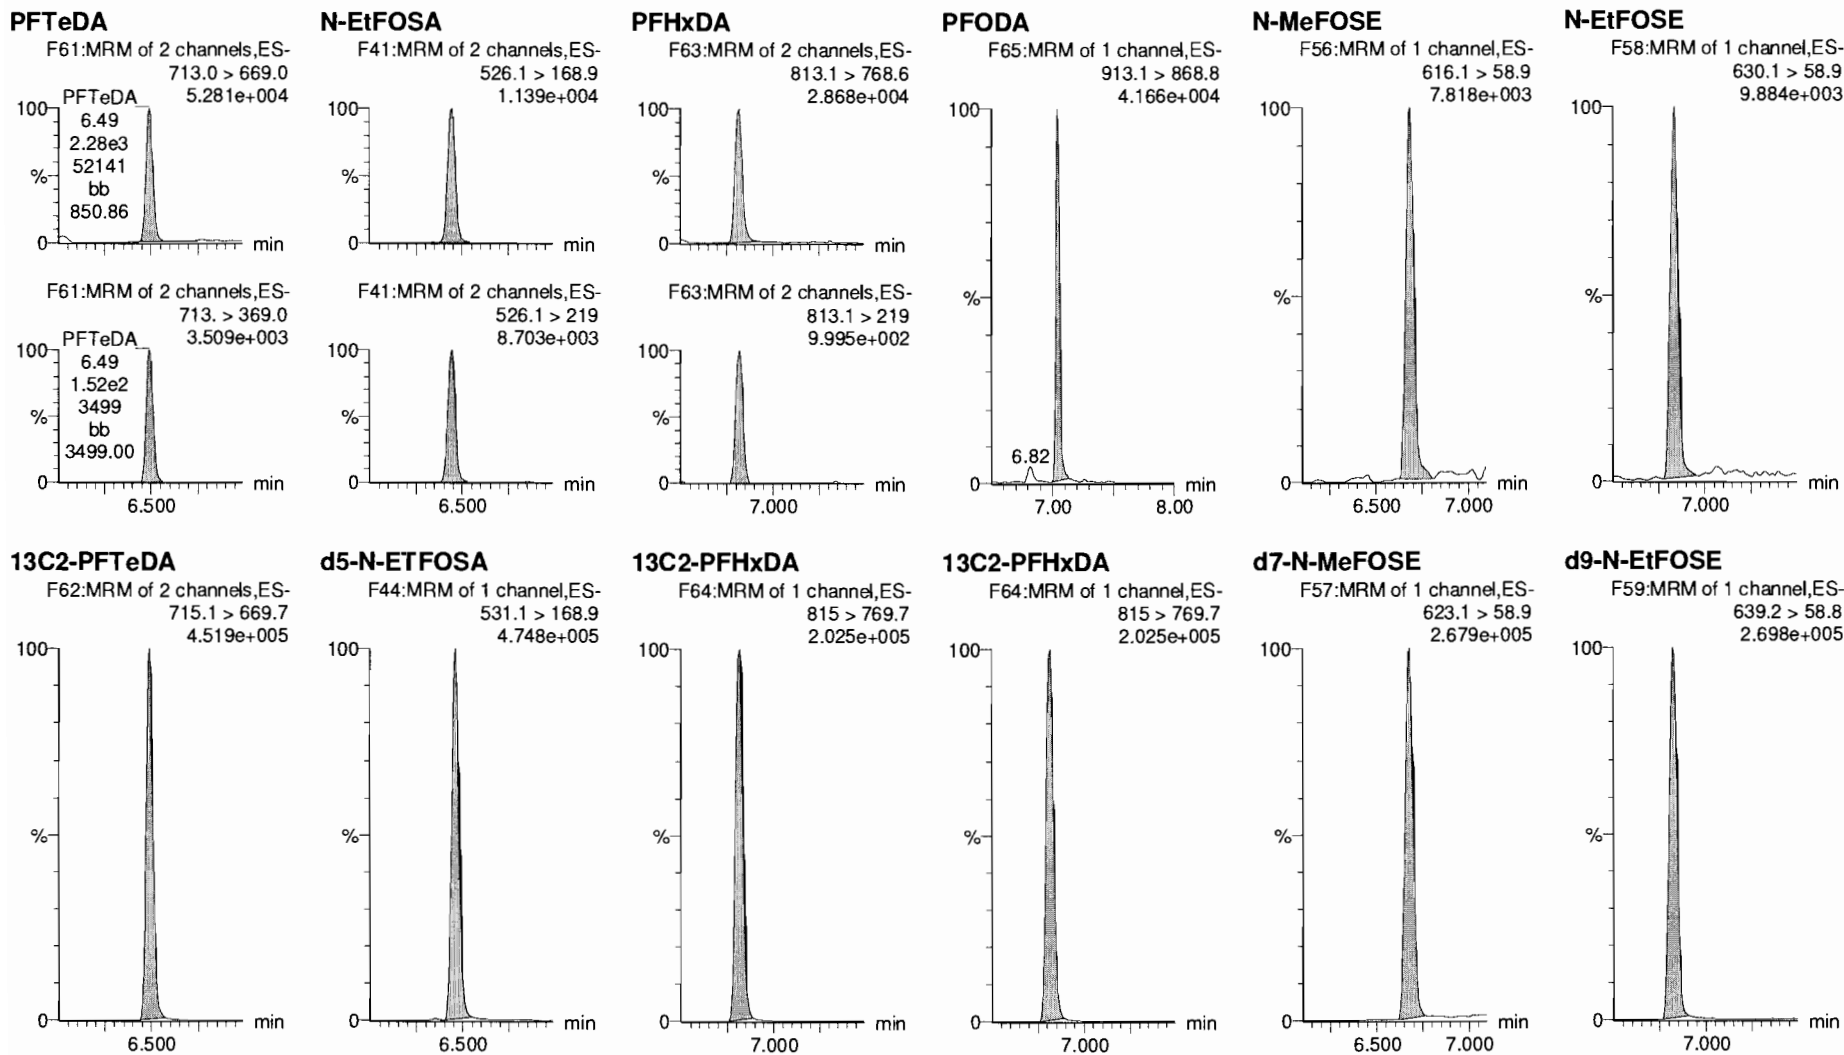 PFTeDA
F61:MRM of 2 channels,ES-
713.0 > 669.0
5.281e+004
100
PFTeDA
6.49
2.28e3
52141
bb
850.86
%
0
min
F61:MRM of 2 channels,ES-
713. > 369.0
3.509e+003
100
PFTeDA
6.49
1.52e2
3499
bb
3499.00
%
0
min
6.500
N-EtFOSA
F41:MRM of 2 channels,ES-
526.1 > 168.9
1.139e+004
100
%
0
min
F41:MRM of 2 channels,ES-
526.1 > 219
8.703e+003
100
%
0
min
6.500
PFHxDA
F63:MRM of 2 channels,ES-
813.1 > 768.6
2.868e+004
100
%
0
min
F63:MRM of 2 channels,ES-
813.1 > 219
9.995e+002
100
%
0
min
7.000
PFODA
F65:MRM of 1 channel,ES-
913.1 > 868.8
4.166e+004
100
%
6.82
0
min
7.00 8.00
N-MeFOSE
F56:MRM of 1 channel,ES-
616.1 > 58.9
7.818e+003
100
%
0
min
6.500 7.000
N-EtFOSE
F58:MRM of 1 channel,ES-
630.1 > 58.9
9.884e+003
100
%
0
min
7.000
13C2-PFTeDA
F62:MRM of 2 channels,ES-
715.1 > 669.7
4.519e+005
100
%
0
min
6.500
d5-N-ETFOSA
F44:MRM of 1 channel,ES-
531.1 > 168.9
4.748e+005
100
%
0
min
6.500
13C2-PFHxDA
F64:MRM of 1 channel,ES-
815 > 769.7
2.025e+005
100
%
0
min
7.000
13C2-PFHxDA
F64:MRM of 1 channel,ES-
815 > 769.7
2.025e+005
100
%
0
min
7.000
d7-N-MeFOSE
F57:MRM of 1 channel,ES-
623.1 > 58.9
2.679e+005
100
%
0
min
6.500 7.000
d9-N-EtFOSE
F59:MRM of 1 channel,ES-
639.2 > 58.8
2.698e+005
100
%
0
min
7.000